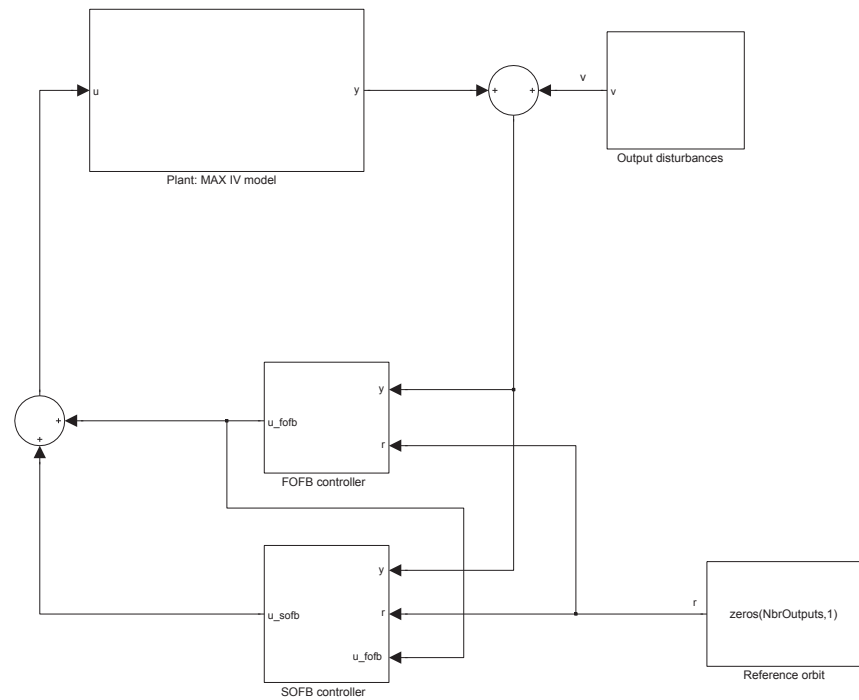 u
y
Plant: MAX IV model
+
+
v
v
Output disturbances
+
+
u_fofb
y
r
FOFB controller
u_sofb
y
r
u_fofb
SOFB controller
r
zeros(NbrOutputs,1)
Reference orbit